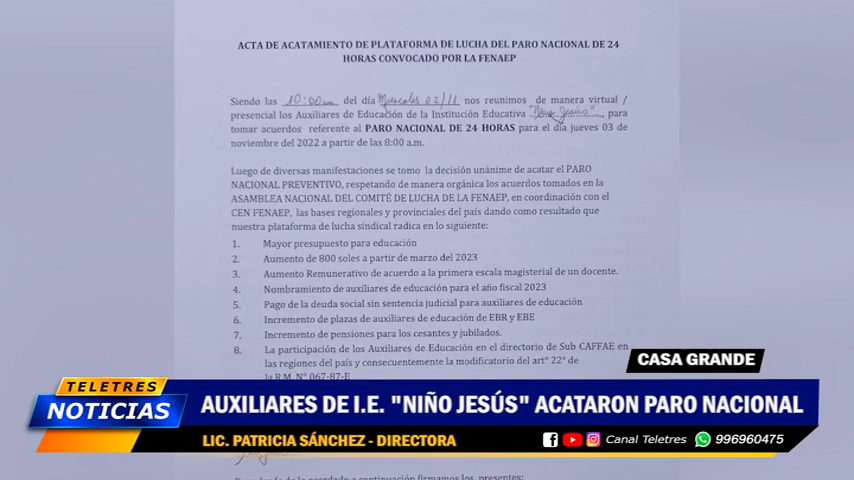 ACTA DE ACATAMIENTO DE PLATAFORMA DE LUCHA DEL PARO NACIONAL DE 24
HORAS CONVOCADO POR LA FENAEP
Siendo las 10:00am del día Miercoles 02/11 nos reunimos de manera virtual /
presencial los Auxiliares de Educación de la Institución Educativa "Niño Jesús" para
tomar acuerdos referente al PARO NACIONAL DE 24 HORAS para el día jueves 03 de
noviembre del 2022 a partir de las 8:00 a.m.
Luego de diversas manifestaciones se tomo la decisión unánime de acatar el PARO
NACIONAL PREVENTIVO, respetando de manera orgánica los acuerdos tomados en la
ASAMBLEA NACIONAL DEL COMITÉ DE LUCHA DE LA FENAEP, en coordinación con el
CEN FENAEP, las bases regionales y provinciales del país dando como resultado que
nuestra plataforma de lucha sindical radica en lo siguiente:
1. Mayor presupuesto para educación
2. Aumento de 800 soles a partir de marzo del 2023
3. Aumento Remunerativo de acuerdo a la primera escala magisterial de un docente.
4. Nombramiento de auxiliares de educación para el año fiscal 2023
5. Pago de la deuda social sin sentencia judicial para auxiliares de educación
6. Incremento de plazas de auxiliares de educación de EBR y EBE
7. Incremento de pensiones para los cesantes y jubilados.
8. La participación de los Auxiliares de Educación en el directorio de Sub CAFFAE en
las regiones del país y consecuentemente la modificatoria del artº 22° de
la R.M. N° 067-87-E
CASA GRANDE
TELETRES
NOTICIAS
AUXILIARES DE I.E. "NIÑO JESÚS" ACATARON PARO NACIONAL
LIC. PATRICIA SÁNCHEZ - DIRECTORA
Canal Teletres 996960475